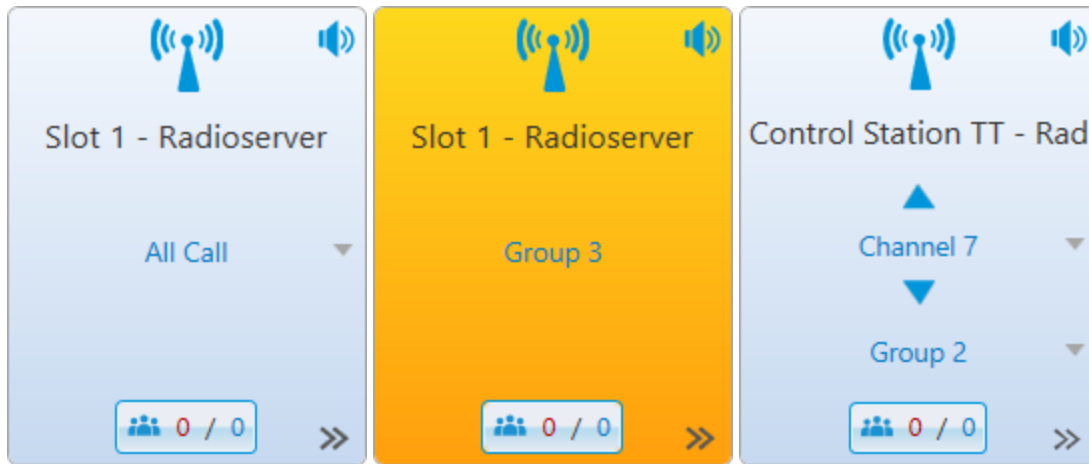 Slot 1 - Radioserver
All Call
0 / 0
Slot 1 - Radioserver
Group 3
0 / 0
Control Station TT - Rad
Channel 7
Group 2
0 / 0